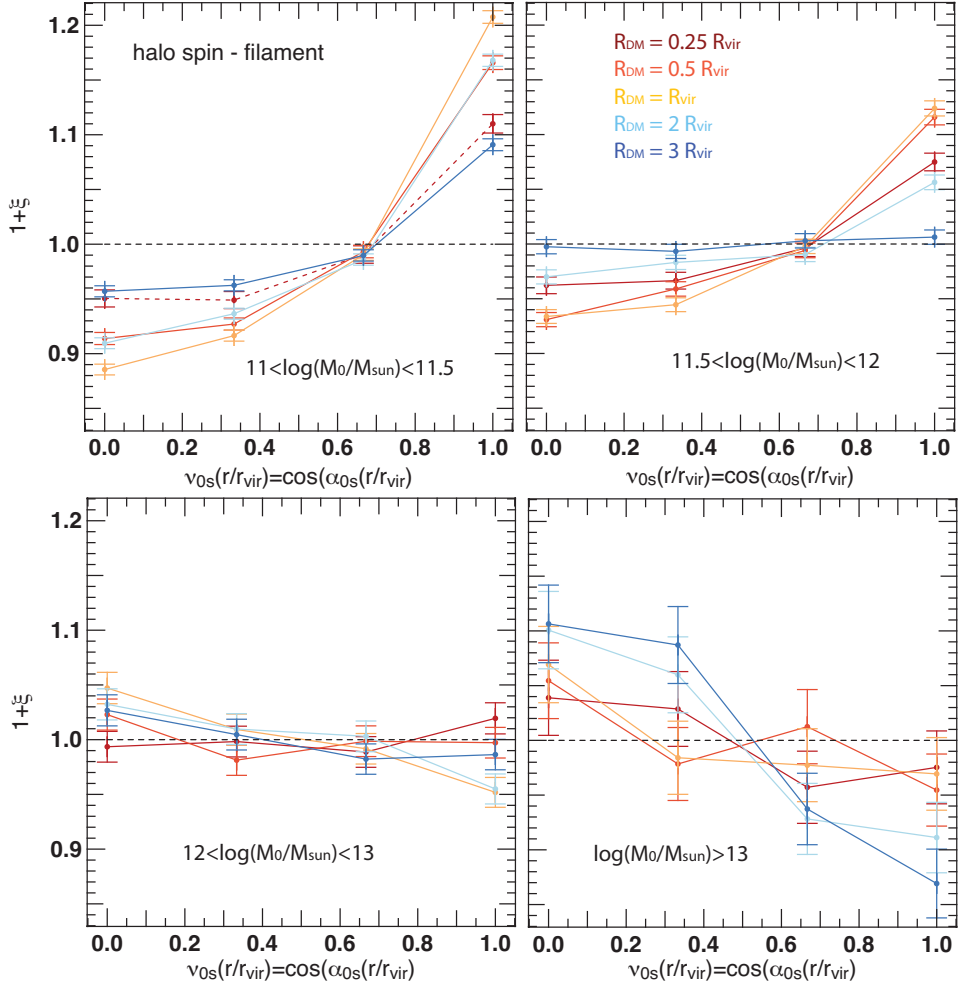 1.2
1.1
1.0
0.9
1+ξ
halo spin - filament
11<log(M0/Msun)<11.5
0.0 0.2 0.4 0.6 0.8 1.0
ν0s(r/rvir)=cos(α0s(r/rvir)
RDM = 0.25 Rvir
RDM = 0.5 Rvir
RDM = Rvir
RDM = 2 Rvir
RDM = 3 Rvir
11.5<log(M0/Msun)<12
0.0 0.2 0.4 0.6 0.8 1.0
ν0s(r/rvir)=cos(α0s(r/rvir)
1.2
1.1
1.0
0.9
1+ξ
12<log(M0/Msun)<13
0.0 0.2 0.4 0.6 0.8 1.0
ν0s(r/rvir)=cos(α0s(r/rvir)
log(M0/Msun)>13
0.0 0.2 0.4 0.6 0.8 1.0
ν0s(r/rvir)=cos(α0s(r/rvir)